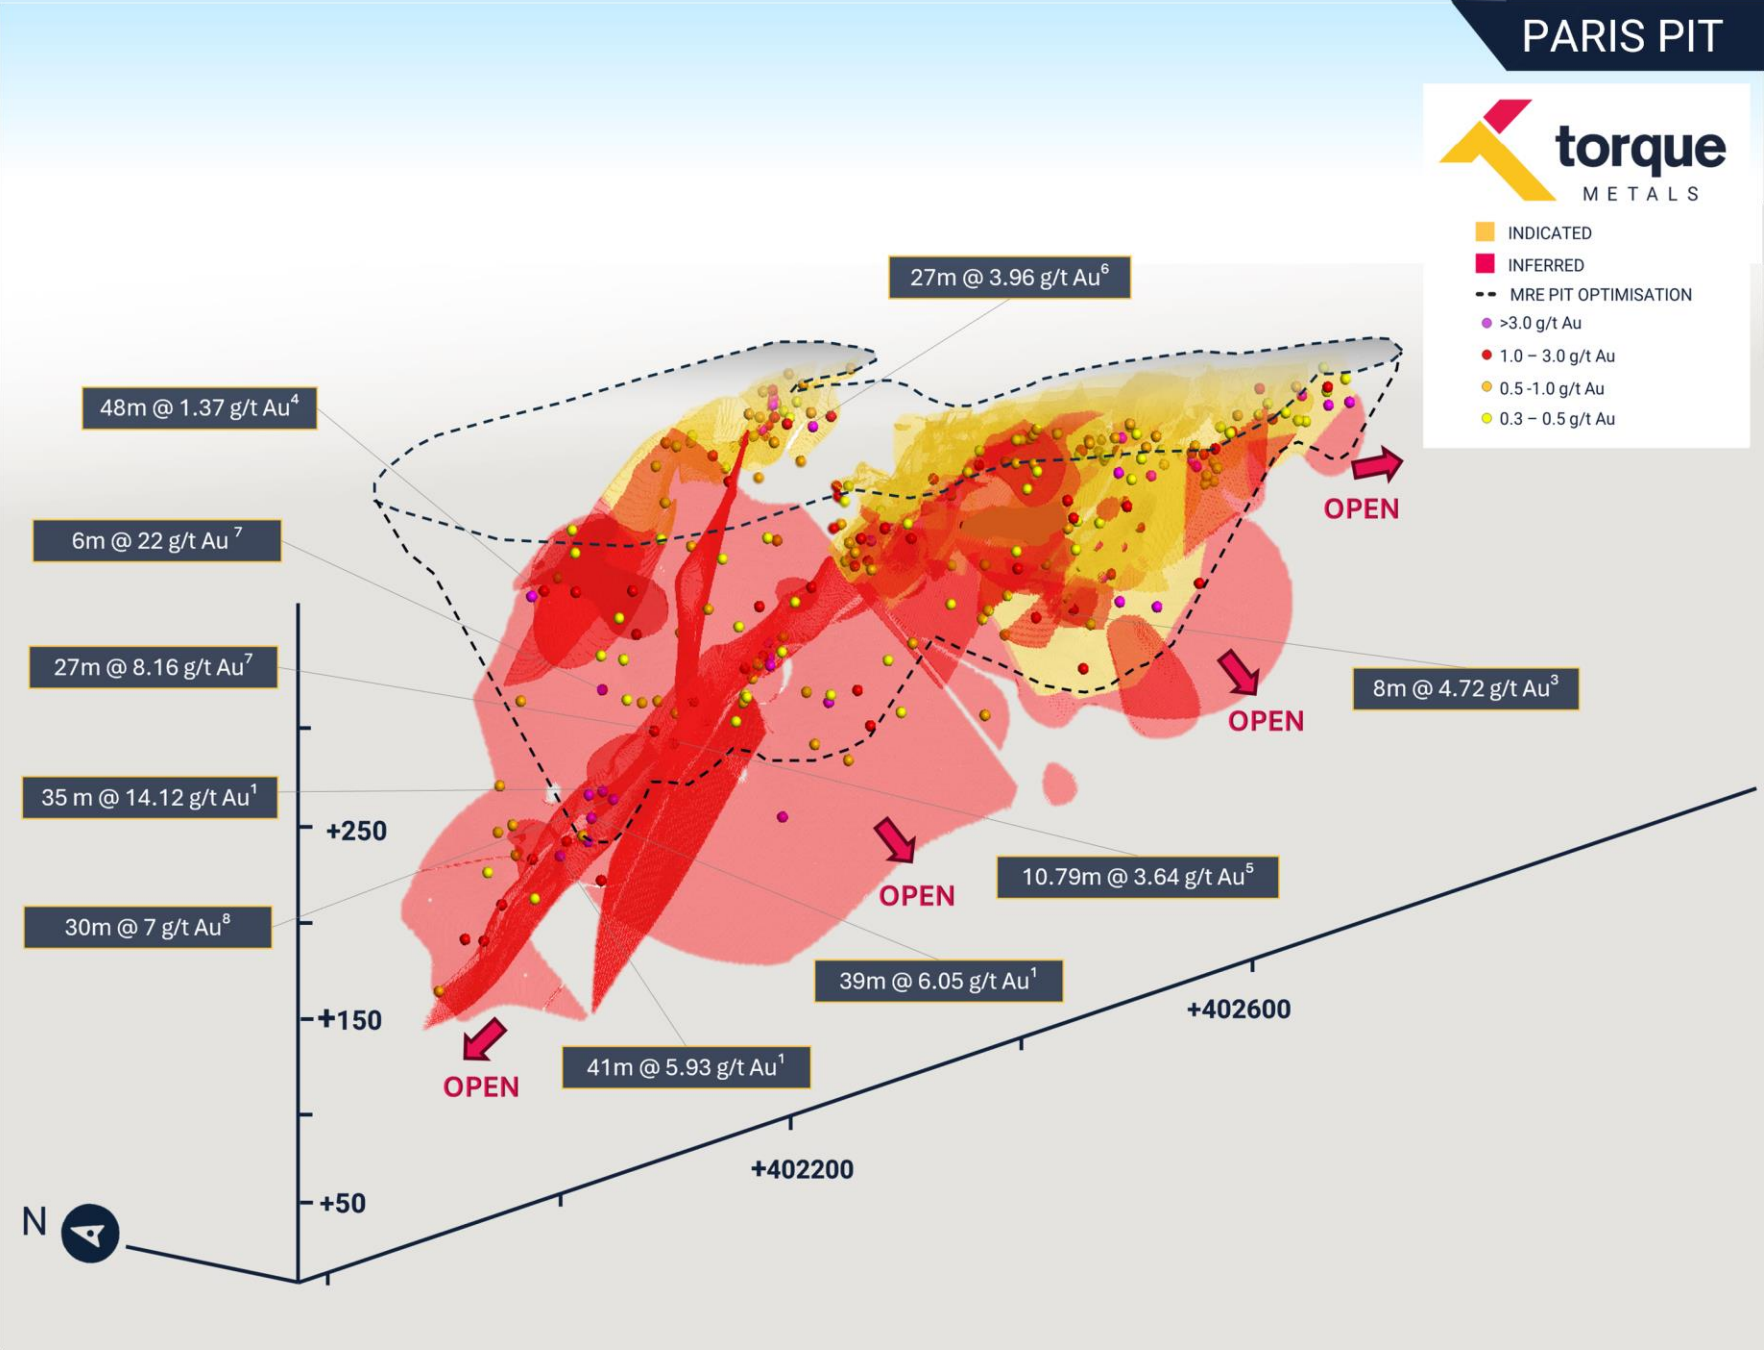 PARIS PIT
torque
METALS
INDICATED
INFERRED
MRE PIT OPTIMISATION
>3.0 g/t Au
1.0 – 3.0 g/t Au
0.5 -1.0 g/t Au
0.3 – 0.5 g/t Au
27m @ 3.96 g/t Au⁶
48m @ 1.37 g/t Au⁴
OPEN
6m @ 22 g/t Au ⁷
27m @ 8.16 g/t Au⁷
8m @ 4.72 g/t Au³
OPEN
35 m @ 14.12 g/t Au¹
+250
10.79m @ 3.64 g/t Au⁵
OPEN
30m @ 7 g/t Au⁸
39m @ 6.05 g/t Au¹
+402600
+150
41m @ 5.93 g/t Au¹
OPEN
+402200
+50
N